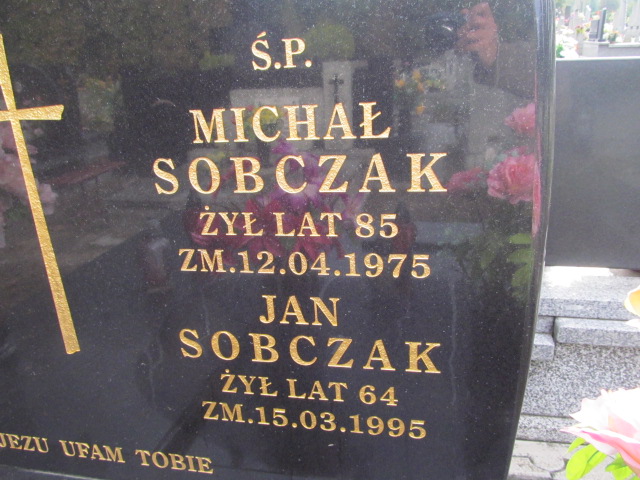 Ś.P.
MICHAŁ
SOBCZAK
ŻYŁ LAT 85
ZM.12.04.1975
JAN
SOBCZAK
ŻYŁ LAT 64
ZM.15.03.1995
JEZU UFAM TOBIE